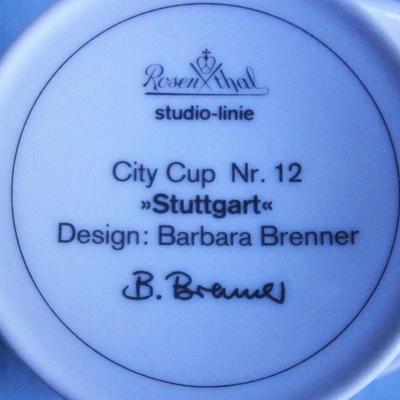 Rosenthal
studio-linie
City Cup Nr. 12
»Stuttgart«
Design: Barbara Brenner
B. Brenner